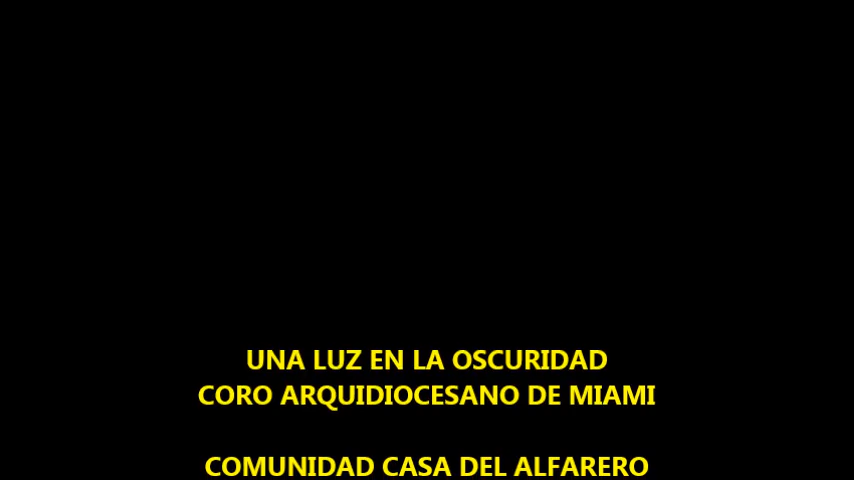 UNA LUZ EN LA OSCURIDAD
CORO ARQUIDIOCESANO DE MIAMI
COMUNIDAD CASA DEL ALFARERO